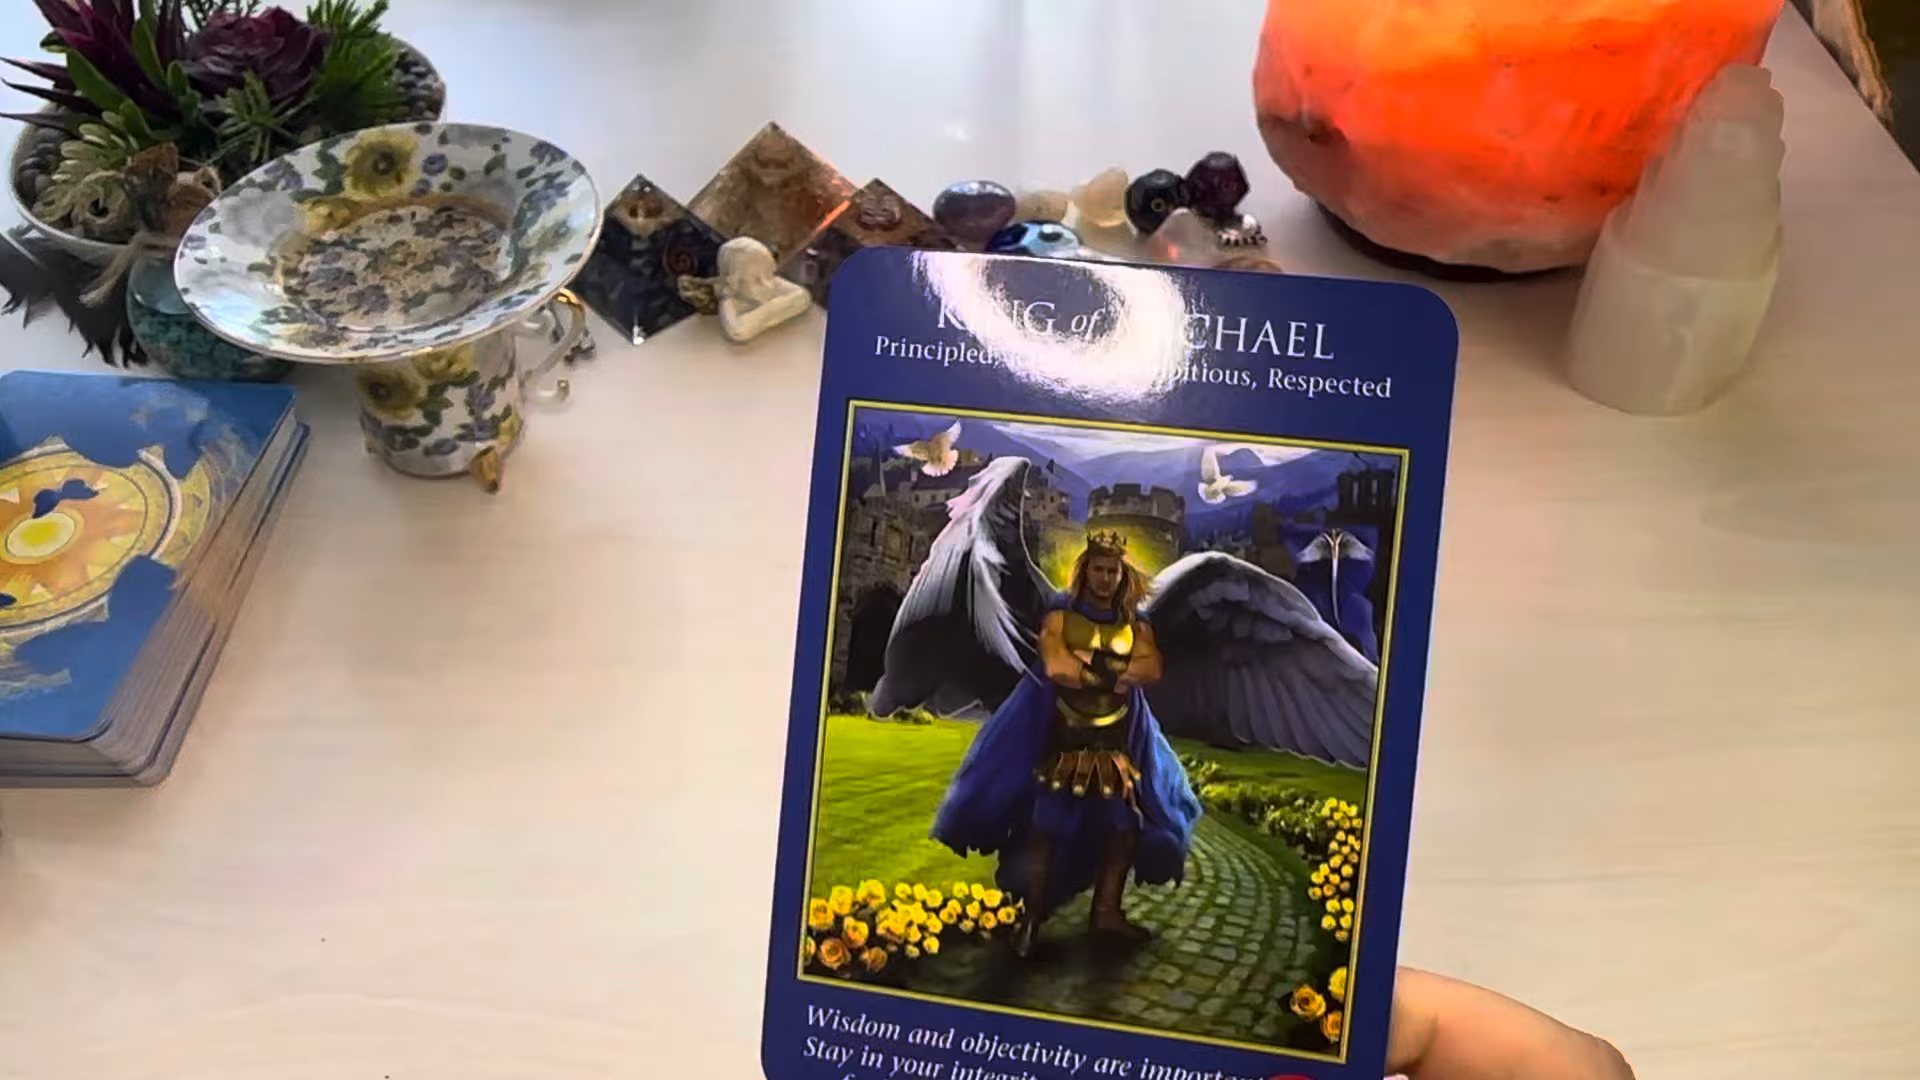 KING of MICHAEL
Principled, Ambitious, Respected
Wisdom and objectivity are important
Stay in your integrity